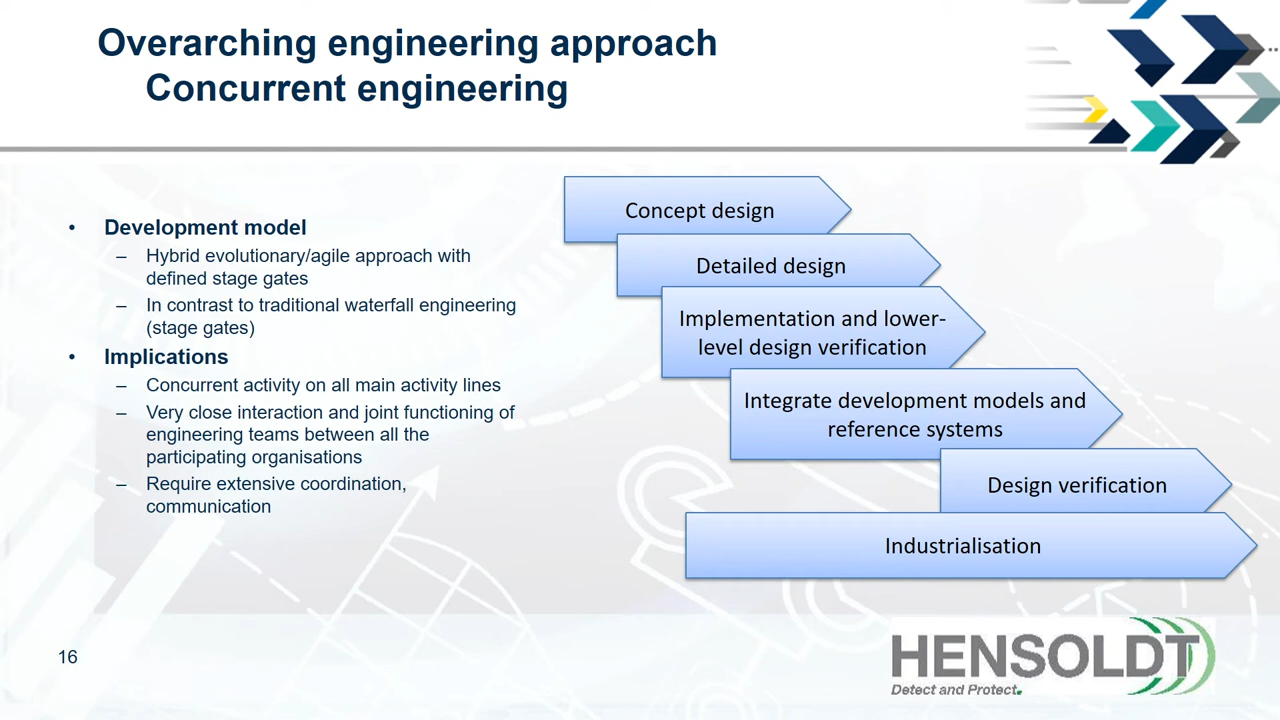 Overarching engineering approach
Concurrent engineering
• Development model
– Hybrid evolutionary/agile approach with
defined stage gates
– In contrast to traditional waterfall engineering
(stage gates)
• Implications
– Concurrent activity on all main activity lines
– Very close interaction and joint functioning of
engineering teams between all the
participating organisations
– Require extensive coordination,
communication
Concept design
Detailed design
Implementation and lower-
level design verification
Integrate development models and
reference systems
Design verification
Industrialisation
16
HENSOLDT
Detect and Protect.